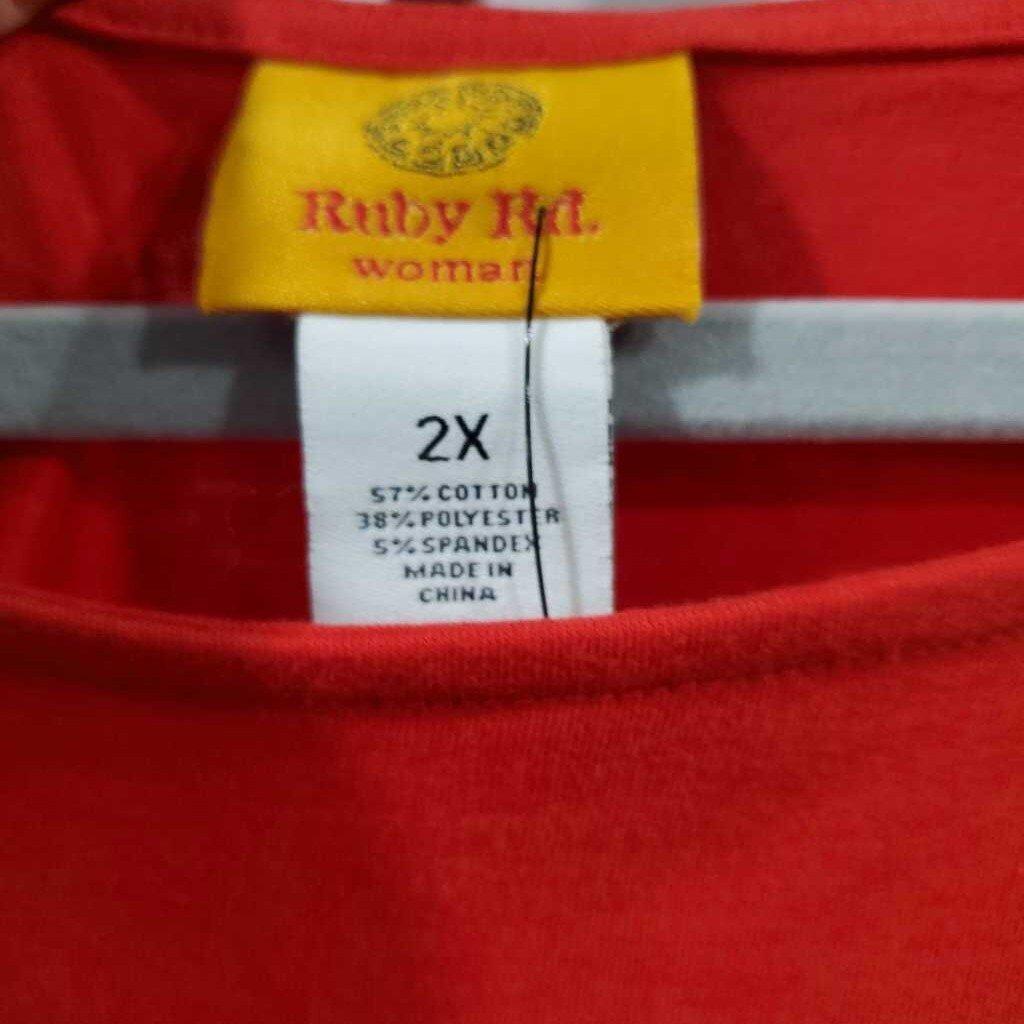 Ruby Rd.
woman
2X
57% COTTON
38% POLYESTER
5% SPANDEX
MADE IN
CHINA